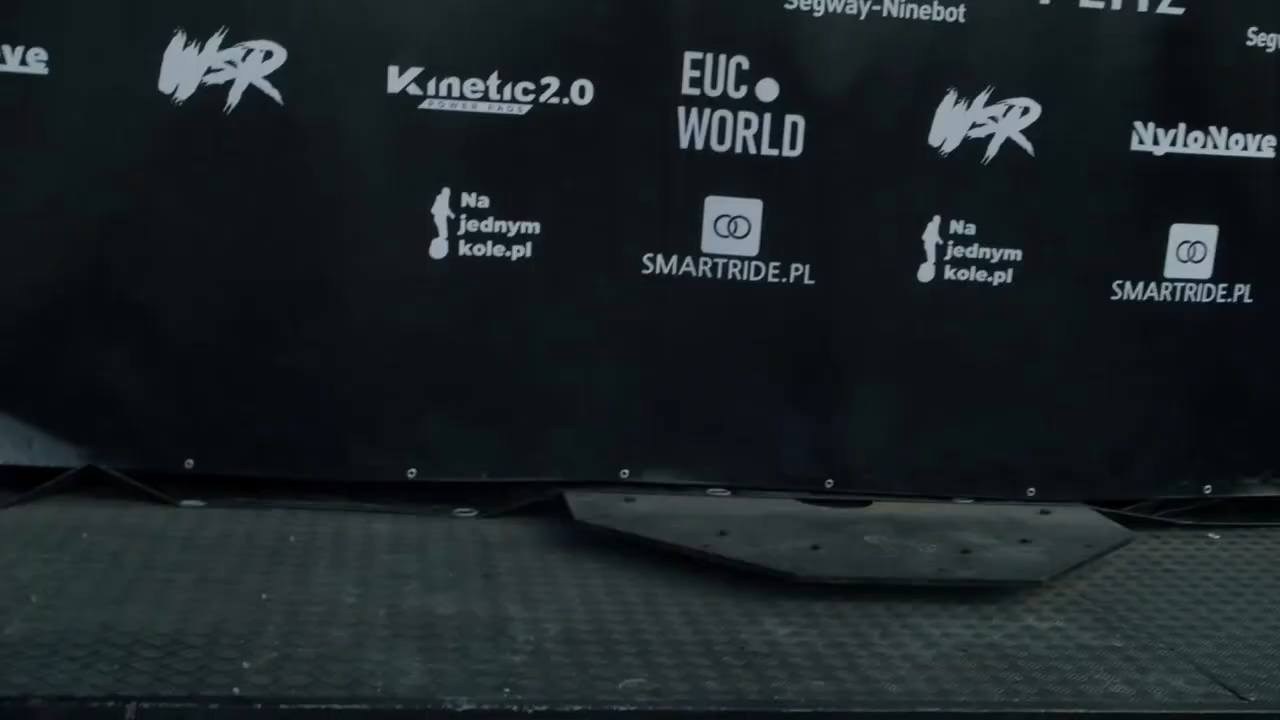 Segway-Ninebot
ve
WSR
Kinetic2.0
POWER PADS
EUC.
WORLD
WSR
NyloNove
Na
jednym
kole.pl
SMARTRIDE.PL
Na
jednym
kole.pl
SMARTRIDE.PL